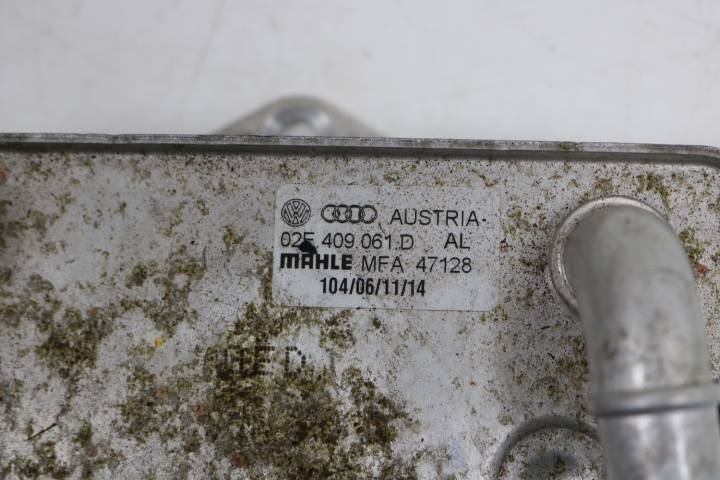 AUSTRIA-
02E 409 061 D AL
MAHLE MFA 47128
104/06/11/14